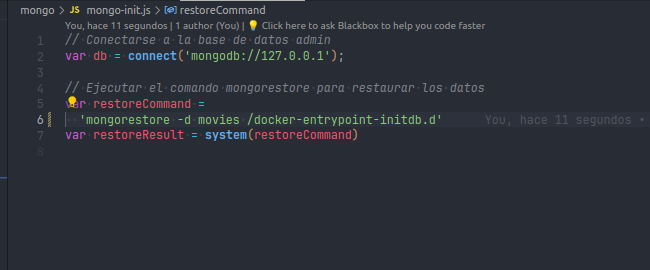 mongo > JS mongo-init.js > restoreCommand
You, hace 11 segundos | 1 author (You) | 💡 Click here to ask Blackbox to help you code faster
1 // Conectarse a la base de datos admin
2 var db = connect('mongodb://127.0.0.1');
3
4 // Ejecutar el comando mongorestore para restaurar los datos
5 var restoreCommand =
6 'mongorestore -d movies /docker-entrypoint-initdb.d' You, hace 11 segundos •
7 var restoreResult = system(restoreCommand)
8